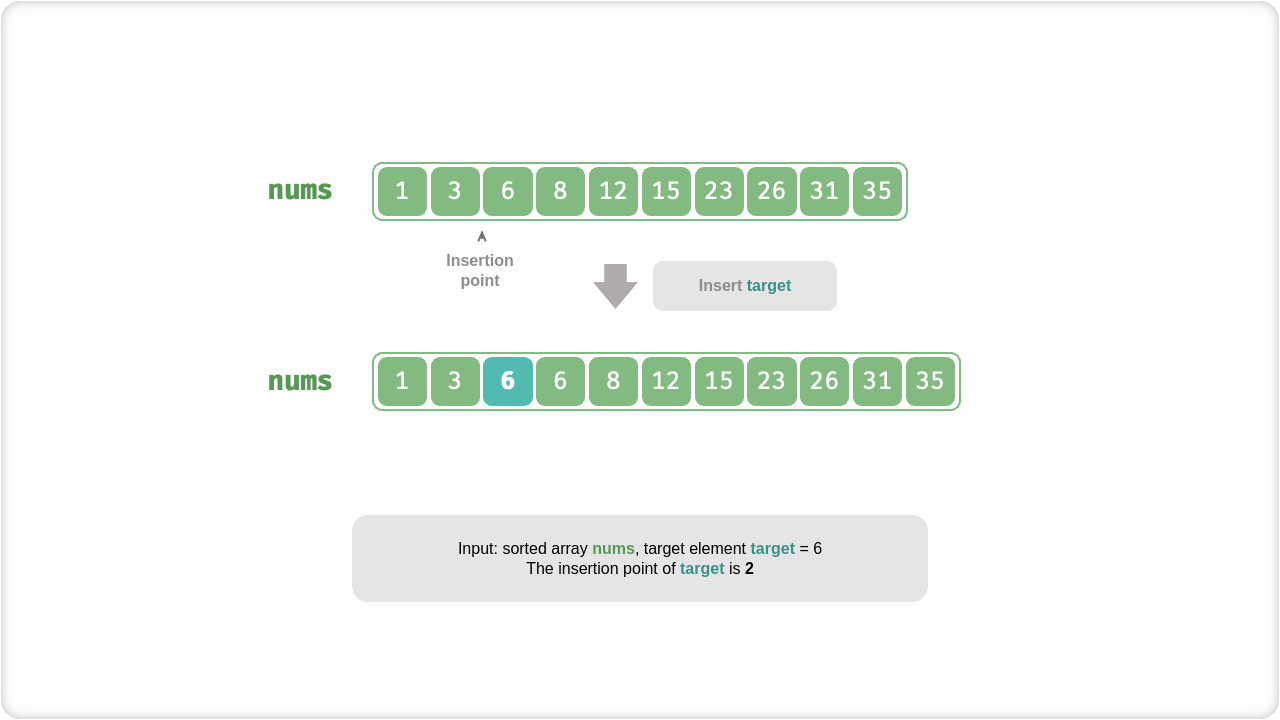 nums 1 3 6 8 12 15 23 26 31 35
Insertion
point
Insert target
nums 1 3 6 6 8 12 15 23 26 31 35
Input: sorted array nums, target element target = 6
The insertion point of target is 2